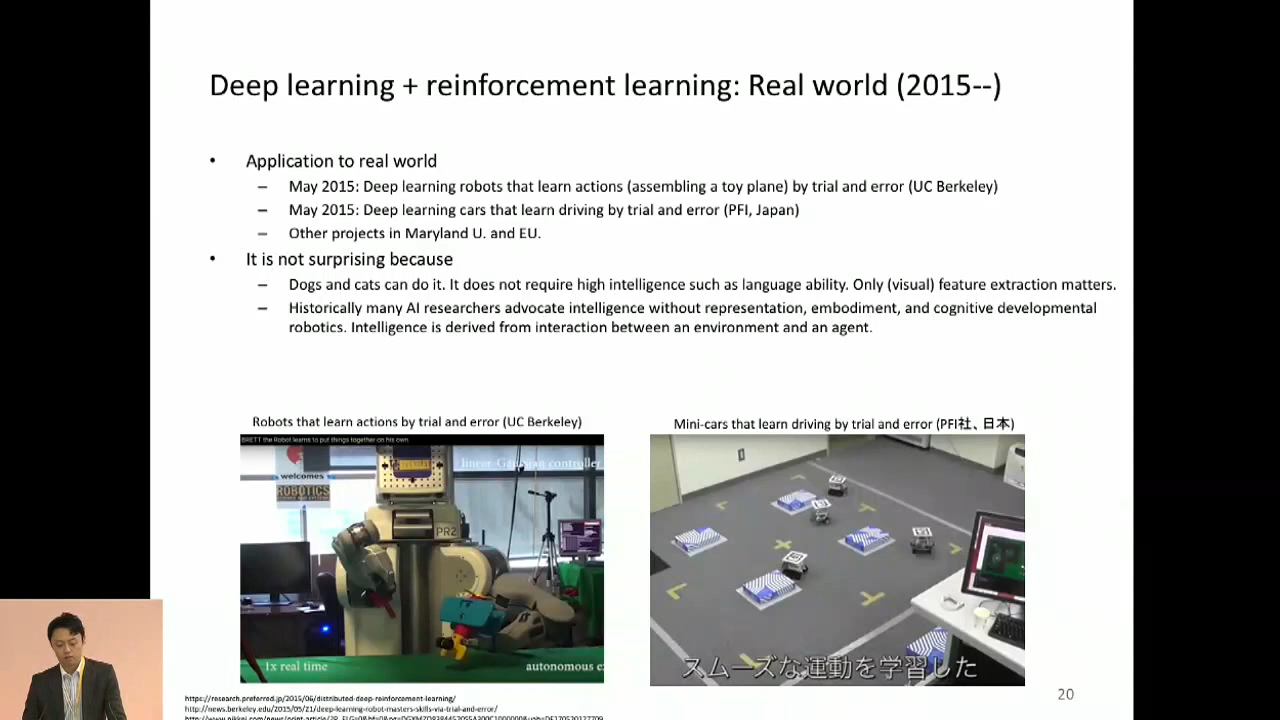 Deep learning + reinforcement learning: Real world (2015--)
• Application to real world
– May 2015: Deep learning robots that learn actions (assembling a toy plane) by trial and error (UC Berkeley)
– May 2015: Deep learning cars that learn driving by trial and error (PFI, Japan)
– Other projects in Maryland U. and EU.
• It is not surprising because
– Dogs and cats can do it. It does not require high intelligence such as language ability. Only (visual) feature extraction matters.
– Historically many AI researchers advocate intelligence without representation, embodiment, and cognitive developmental
robotics. Intelligence is derived from interaction between an environment and an agent.
Robots that learn actions by trial and error (UC Berkeley)
Mini-cars that learn driving by trial and error (PFI社、日本)
BRETT the Robot learns to put things together on his own
linear-Gaussian controller
welcomes
ROBOTICS
PR2
1x real time
autonomous e
スムーズな運動を学習した
https://research.preferred.jp/2015/06/distributed-deep-reinforcement-learning/
http://news.berkeley.edu/2015/05/21/deep-learning-robot-masters-skills-via-trial-and-error/
20